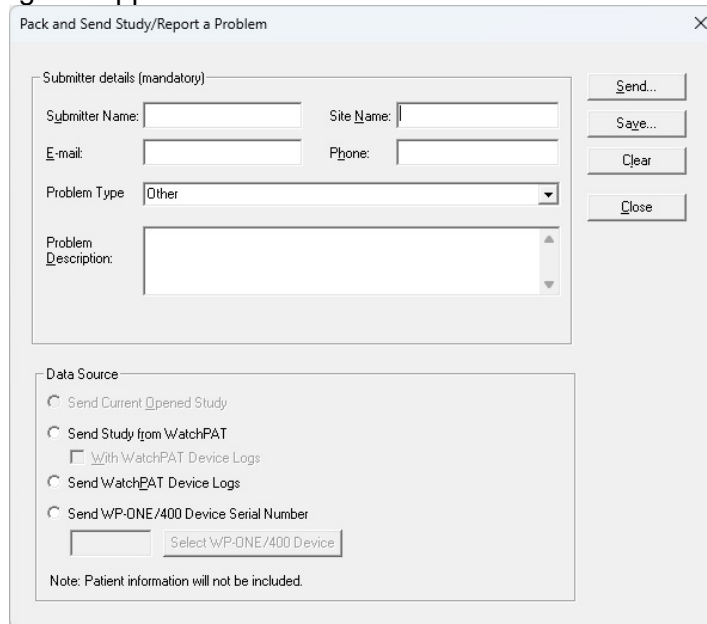 Pack and Send Study/Report a Problem
Submitter details (mandatory)
Submitter Name:
Site Name:
E-mail:
Phone:
Problem Type
Other
Problem
Description:
Send...
Save...
Clear
Close
Data Source
Send Current Opened Study
Send Study from WatchPAT
With WatchPAT Device Logs
Send WatchPAT Device Logs
Send WP-ONE/400 Device Serial Number
Select WP-ONE/400 Device
Note: Patient information will not be included.